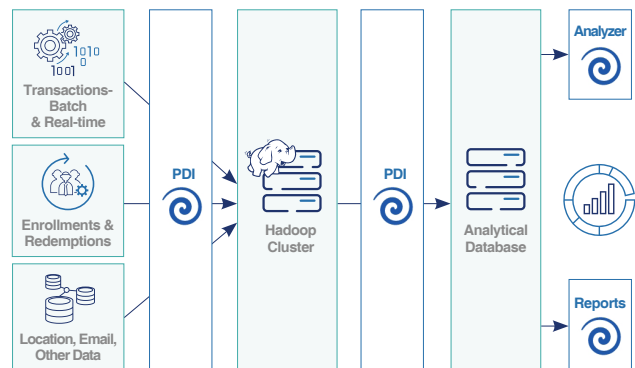 1010
0
1001
Transactions-
Batch
& Real-time
Enrollments &
Redemptions
Location, Email,
Other Data
PDI
Hadoop
Cluster
PDI
Analytical
Database
Analyzer
Reports